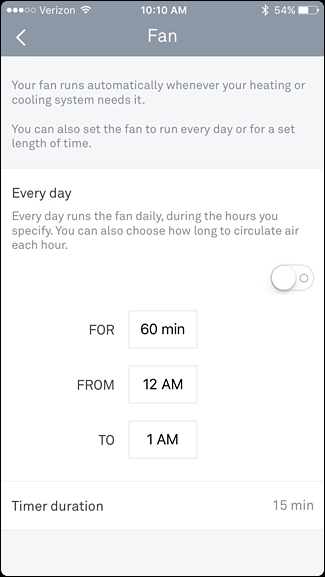 Verizon 10:10 AM 54%
Fan
Your fan runs automatically whenever your heating or
cooling system needs it.
You can also set the fan to run every day or for a set
length of time.
Every day
Every day runs the fan daily, during the hours you
specify. You can also choose how long to circulate air
each hour.
FOR 60 min
FROM 12 AM
TO 1 AM
Timer duration 15 min